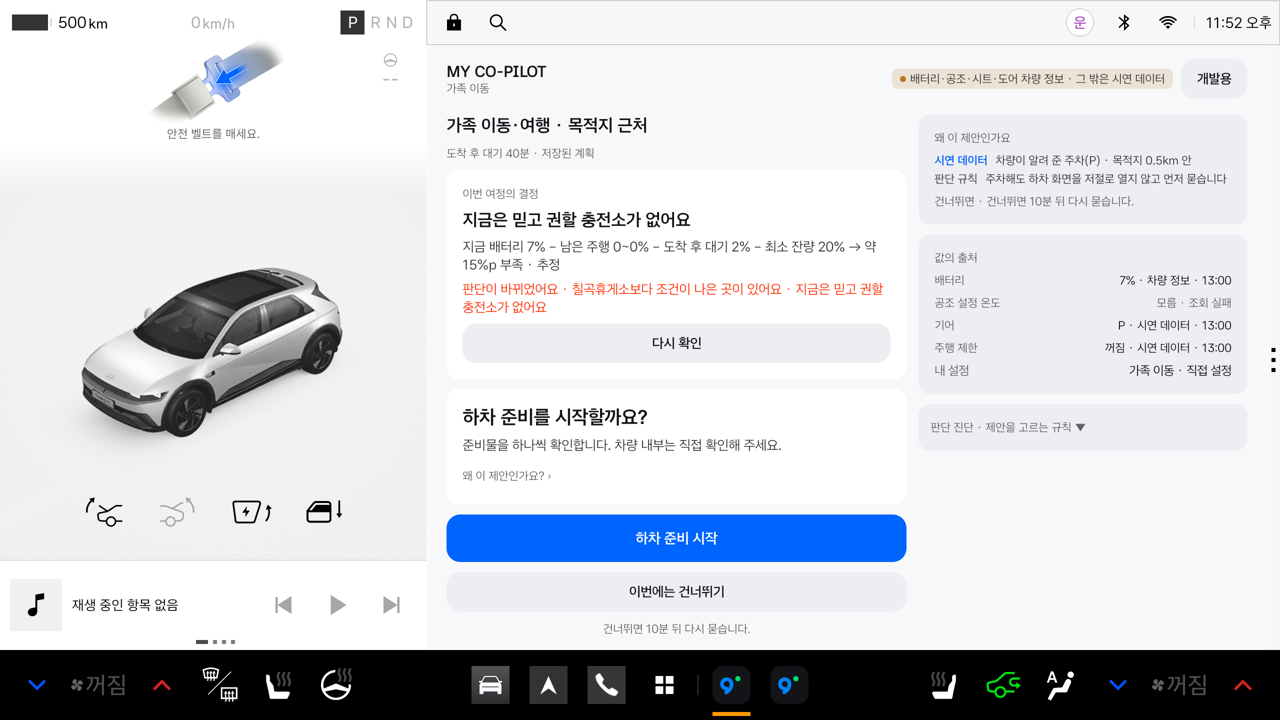 500 km
0 km/h
P R N D
안전 벨트를 매세요.
재생 중인 항목 없음
운
11:52 오후
MY CO-PILOT
가족 이동
배터리·공조·시트·도어 차량 정보 · 그 밖은 시연 데이터
개발용
가족 이동·여행 · 목적지 근처
도착 후 대기 40분 · 저장된 계획
이번 여정의 결정
지금은 믿고 권할 충전소가 없어요
지금 배터리 7% − 남은 주행 0~0% − 도착 후 대기 2% − 최소 잔량 20% → 약
15%p 부족 · 추정
판단이 바뀌었어요 · 칠곡휴게소보다 조건이 나은 곳이 있어요 · 지금은 믿고 권할
충전소가 없어요
다시 확인
하차 준비를 시작할까요?
준비물을 하나씩 확인합니다. 차량 내부는 직접 확인해 주세요.
왜 이 제안인가요? ›
하차 준비 시작
이번에는 건너뛰기
건너뛰면 10분 뒤 다시 묻습니다.
왜 이 제안인가요
시연 데이터 차량이 알려 준 주차(P) · 목적지 0.5km 안
판단 규칙 주차해도 하차 화면을 저절로 열지 않고 먼저 묻습니다
건너뛰면 · 건너뛰면 10분 뒤 다시 묻습니다.
값의 출처
배터리 7% · 차량 정보 · 13:00
공조 설정 온도 모름 · 조회 실패
기어 P · 시연 데이터 · 13:00
주행 제한 꺼짐 · 시연 데이터 · 13:00
내 설정 가족 이동 · 직접 설정
판단 진단 · 제안을 고르는 규칙 ▼
꺼짐
A
꺼짐